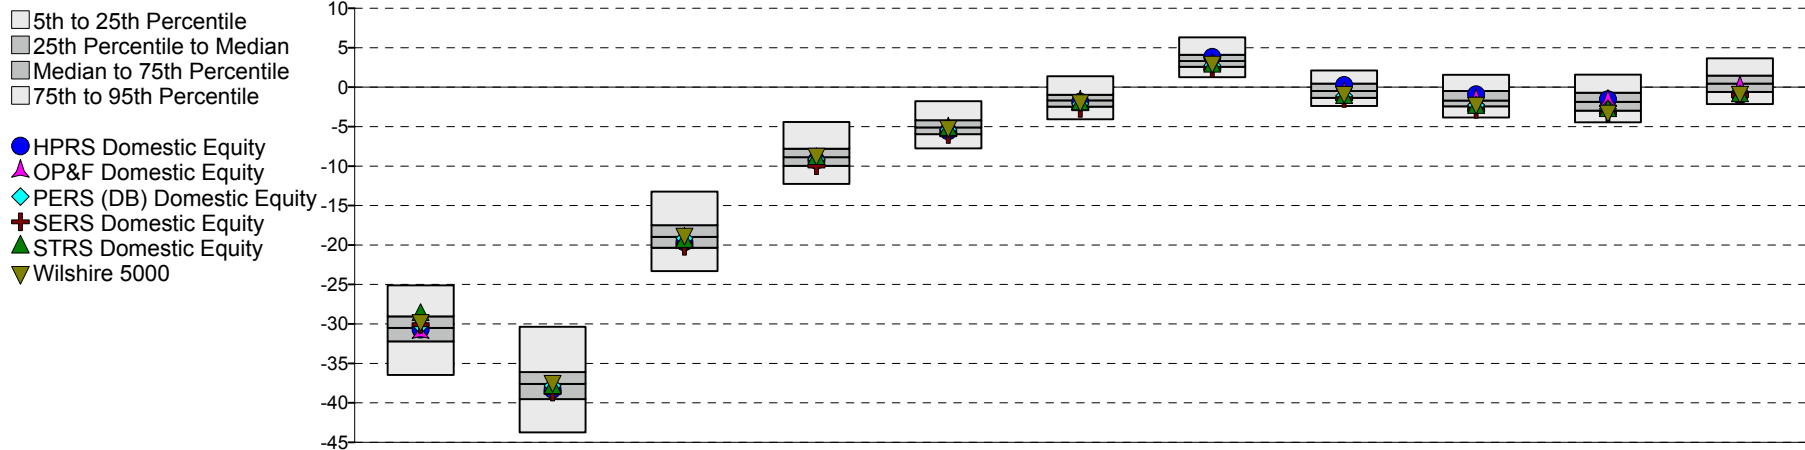 5th to 25th Percentile
25th Percentile to Median
Median to 75th Percentile
75th to 95th Percentile
HPRS Domestic Equity
OP&F Domestic Equity
PERS (DB) Domestic Equity
SERS Domestic Equity
STRS Domestic Equity
Wilshire 5000
10
5
0
-5
-10
-15
-20
-25
-30
-35
-40
-45